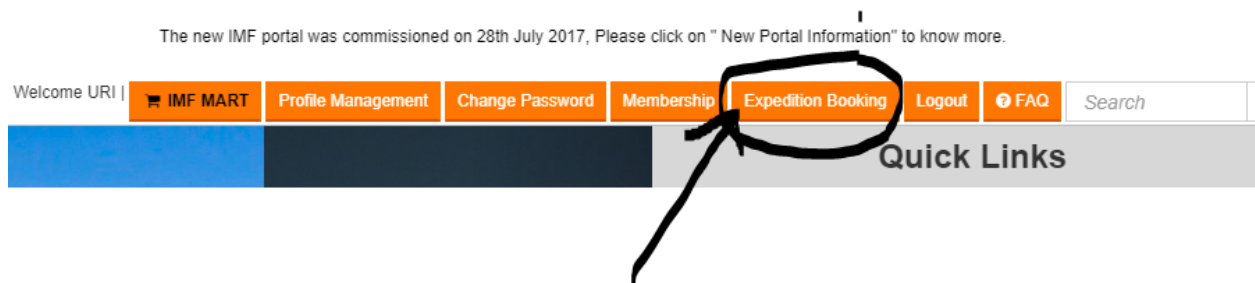 The new IMF portal was commissioned on 28th July 2017, Please click on " New Portal Information" to know more.
Welcome URI | IMF MART Profile Management Change Password Membership Expedition Booking Logout FAQ Search
Quick Links